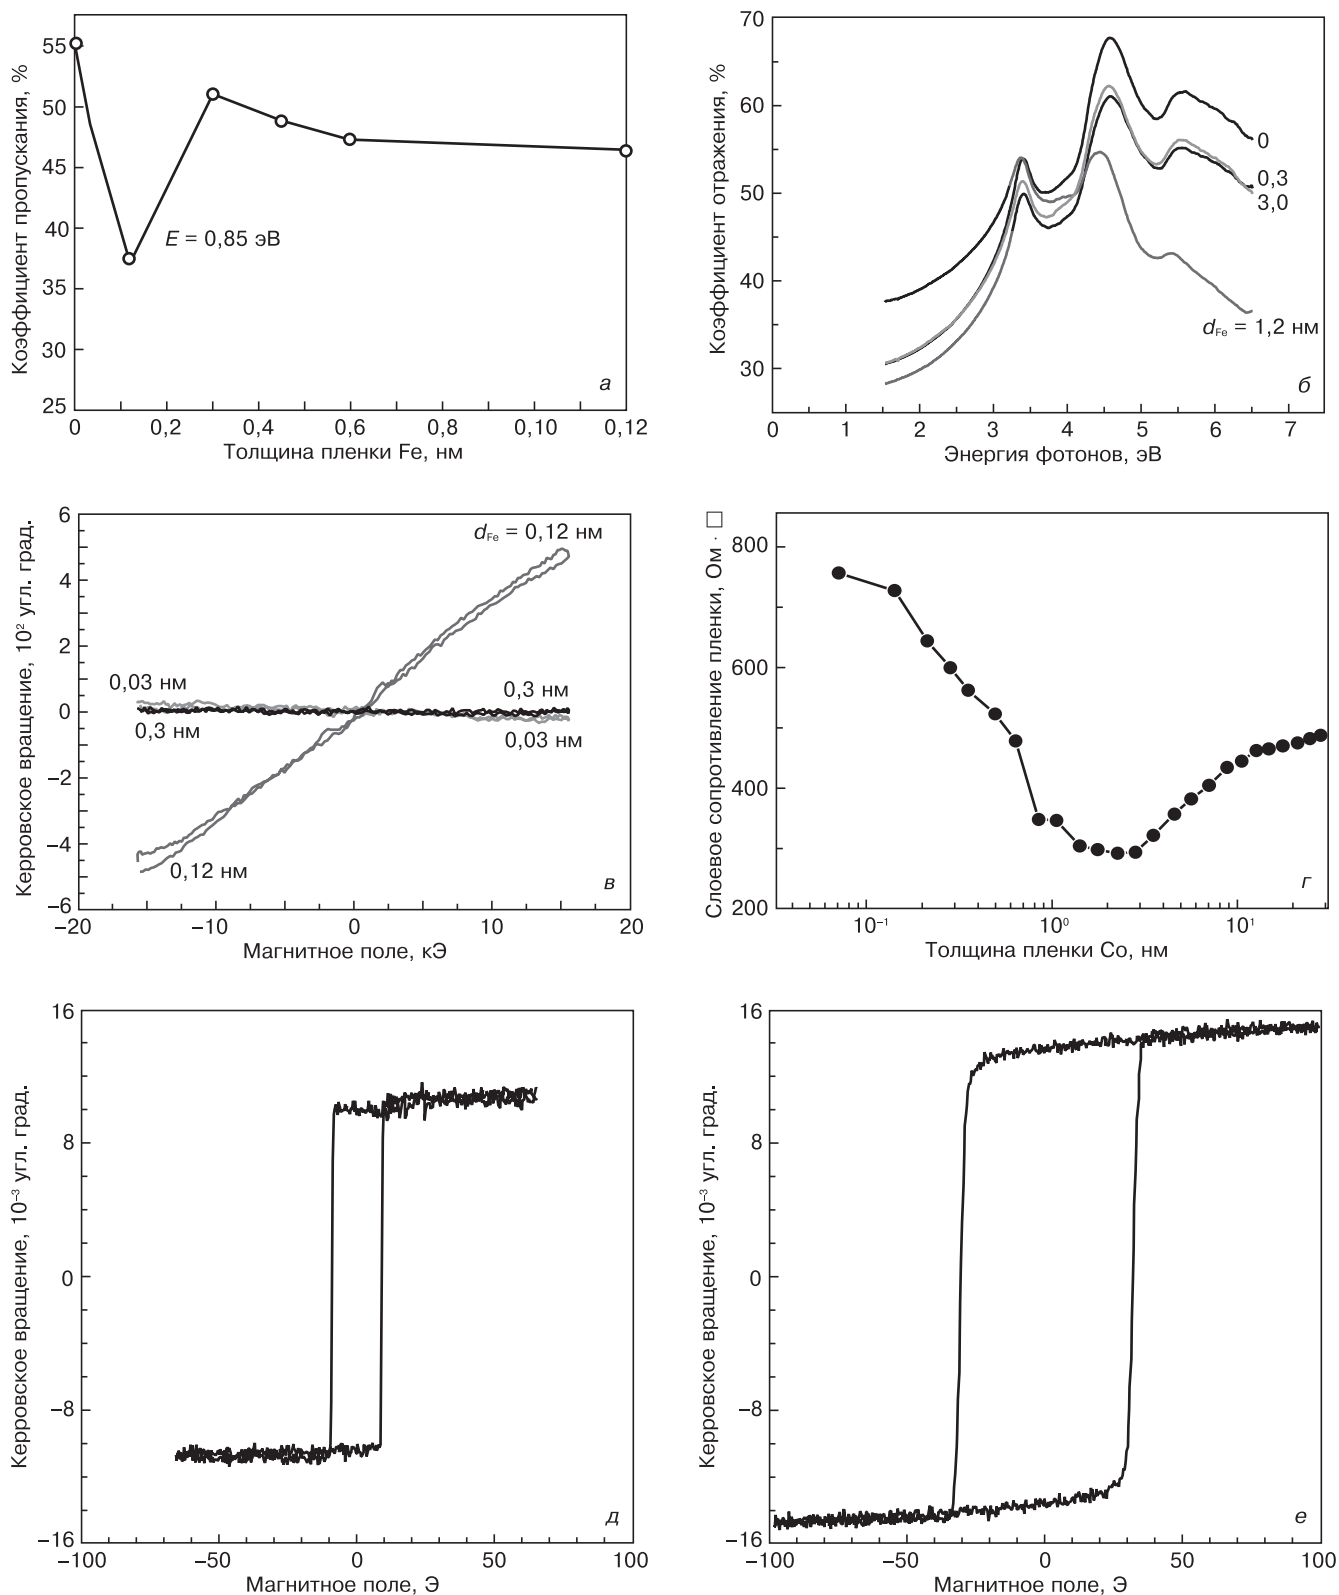 Коэффициент пропускания, %
55
50
45
40
35
30
25
E = 0,85 эВ
а
0 0,2 0,4 0,6 0,8 0,10 0,12
Толщина пленки Fe, нм
Коэффициент отражения, %
70
60
50
40
30
0
0,3
3,0
dFe = 1,2 нм
б
0 1 2 3 4 5 6 7
Энергия фотонов, эВ
Керровское вращение, 10² угл. град.
6
4
2
0
−2
−4
−6
dFe = 0,12 нм
0,03 нм
0,3 нм
0,3 нм
0,03 нм
0,12 нм
в
−20 −10 0 10 20
Магнитное поле, кЭ
Слоевое сопротивление пленки, Ом · □
800
600
400
200
г
10⁻¹ 10⁰ 10¹
Толщина пленки Co, нм
Керровское вращение, 10⁻³ угл. град.
16
8
0
−8
−16
д
−100 −50 0 50 100
Магнитное поле, Э
Керровское вращение, 10⁻³ угл. град.
16
8
0
−8
−16
е
−100 −50 0 50 100
Магнитное поле, Э